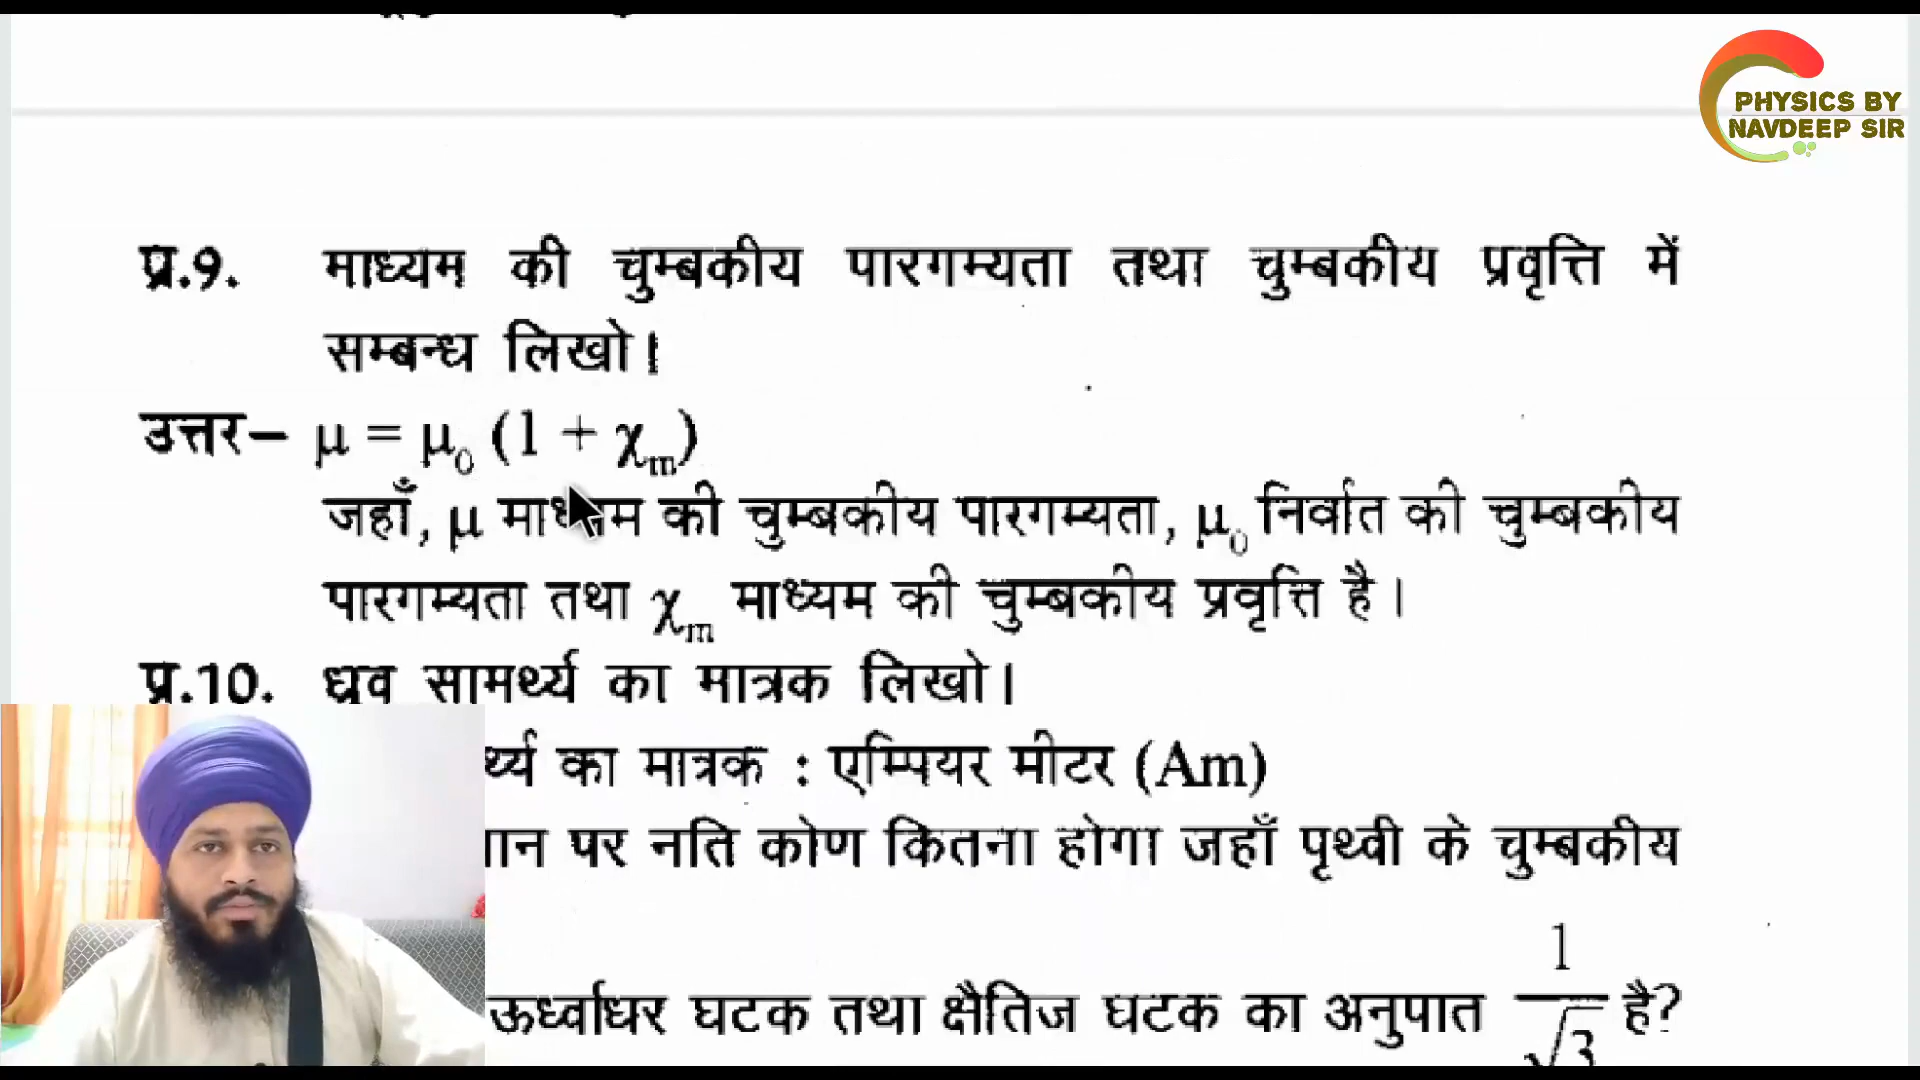 PHYSICS BY
NAVDEEP SIR
प्र.9. माध्यम की चुम्बकीय पारगम्यता तथा चुम्बकीय प्रवृत्ति में
सम्बन्ध लिखो।
उत्तर– μ = μ₀ (1 + χₘ)
जहाँ, μ माध्यम की चुम्बकीय पारगम्यता, μ₀ निर्वात की चुम्बकीय
पारगम्यता तथा χₘ माध्यम की चुम्बकीय प्रवृत्ति है।
प्र.10. ध्रुव सामर्थ्य का मात्रक लिखो।
का मात्रक : एम्पियर मीटर (Am)
पर नति कोण कितना होगा जहाँ पृथ्वी के चुम्बकीय
ऊर्ध्वाधर घटक तथा क्षैतिज घटक का अनुपात 1/√3 है?